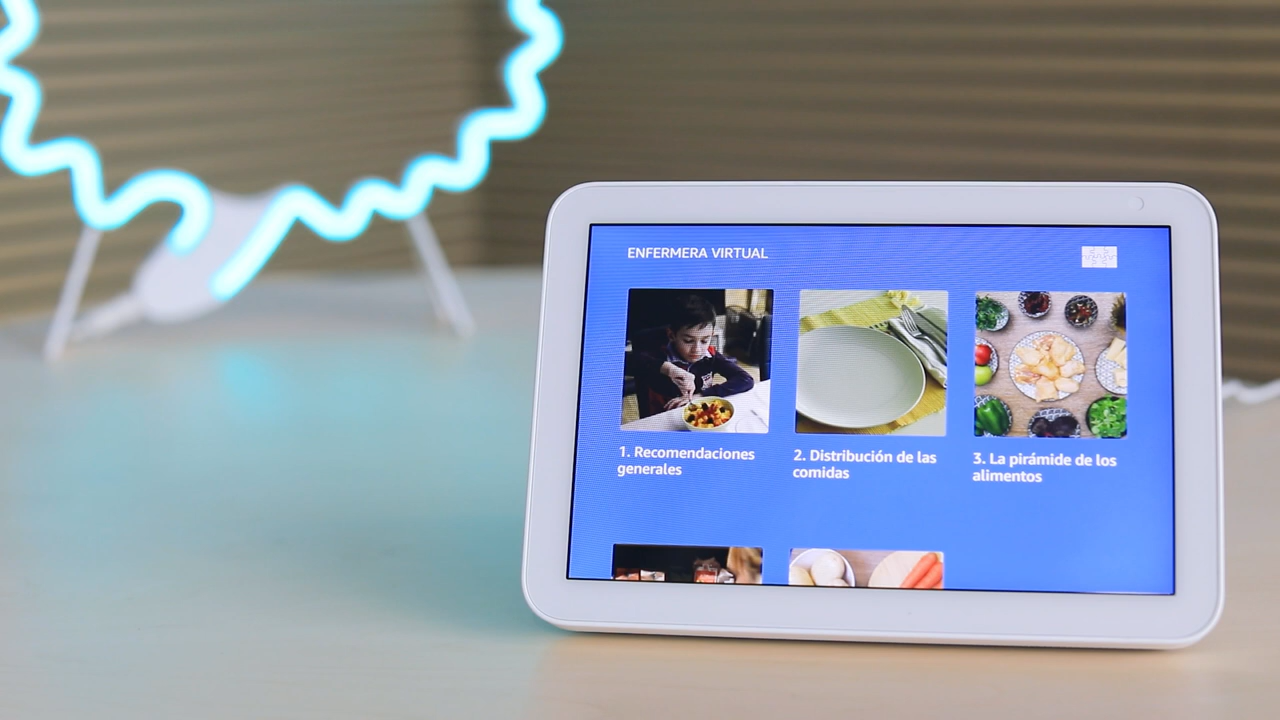 ENFERMERA VIRTUAL
1. Recomendaciones
generales
2. Distribución de las
comidas
3. La pirámide de los
alimentos